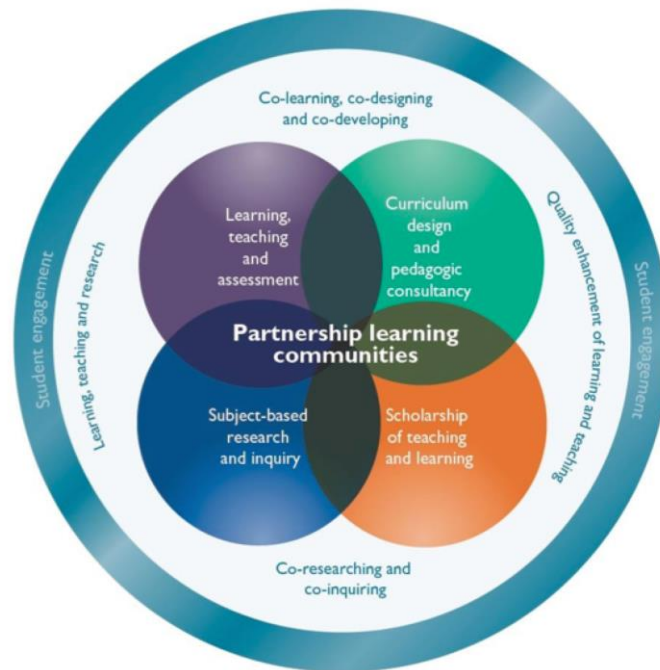 Co-learning, co-designing
and co-developing
Learning,
teaching
and
assessment
Curriculum
design
and
pedagogic
consultancy
Student engagement
Learning, teaching and research
Quality enhancement of learning and teaching
Student engagement
Partnership learning
communities
Subject-based
research
and inquiry
Scholarship
of teaching
and learning
Co-researching and
co-inquiring